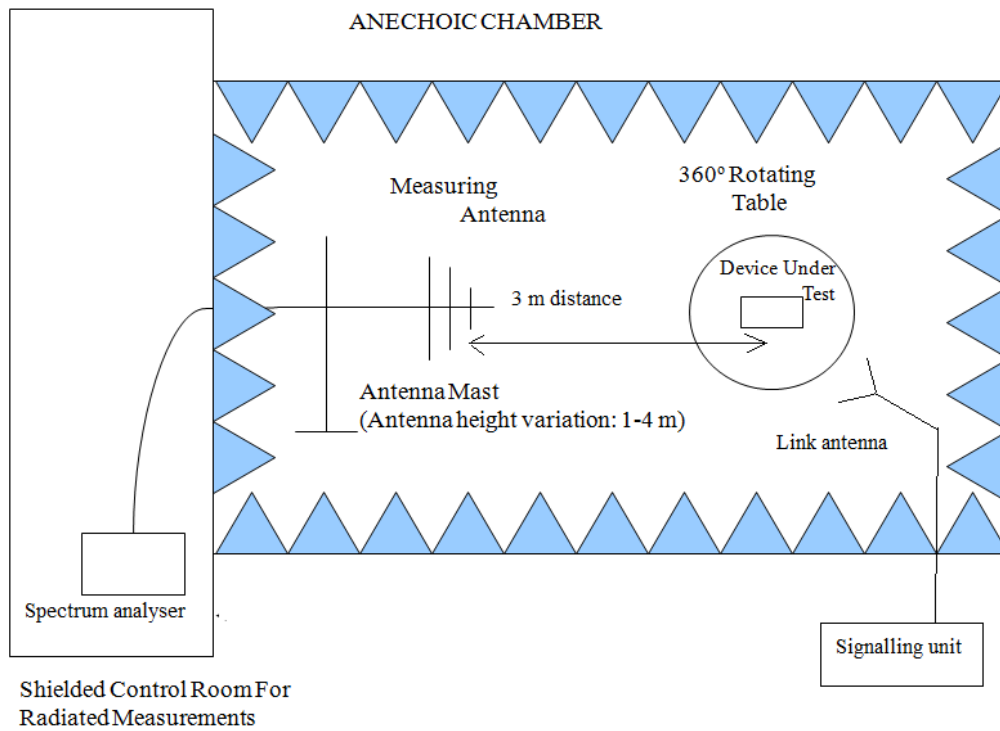 ANECHOIC CHAMBER
Measuring
Antenna
360º Rotating
Table
Device Under
Test
3 m distance
Antenna Mast
(Antenna height variation: 1-4 m)
Link antenna
Spectrum analyser
Signalling unit
Shielded Control Room For
Radiated Measurements